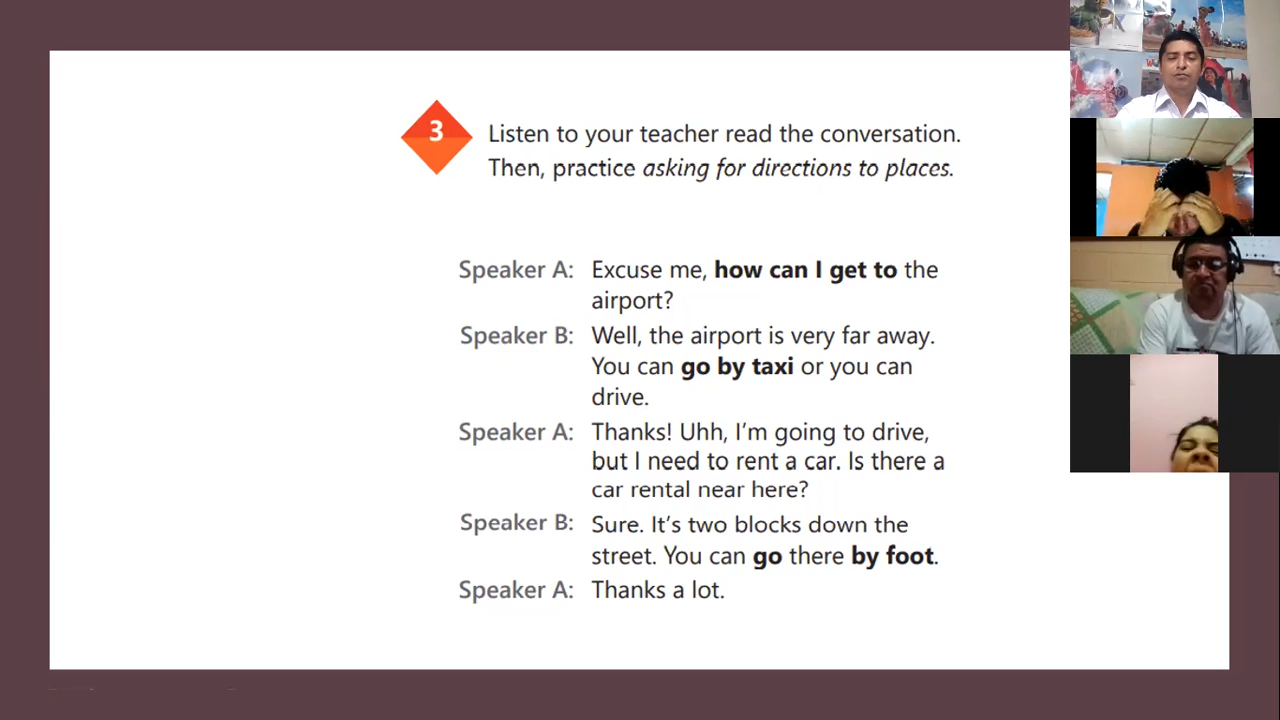 3
Listen to your teacher read the conversation.
Then, practice asking for directions to places.
Speaker A: Excuse me, how can I get to the
airport?
Speaker B: Well, the airport is very far away.
You can go by taxi or you can
drive.
Speaker A: Thanks! Uhh, I'm going to drive,
but I need to rent a car. Is there a
car rental near here?
Speaker B: Sure. It's two blocks down the
street. You can go there by foot.
Speaker A: Thanks a lot.